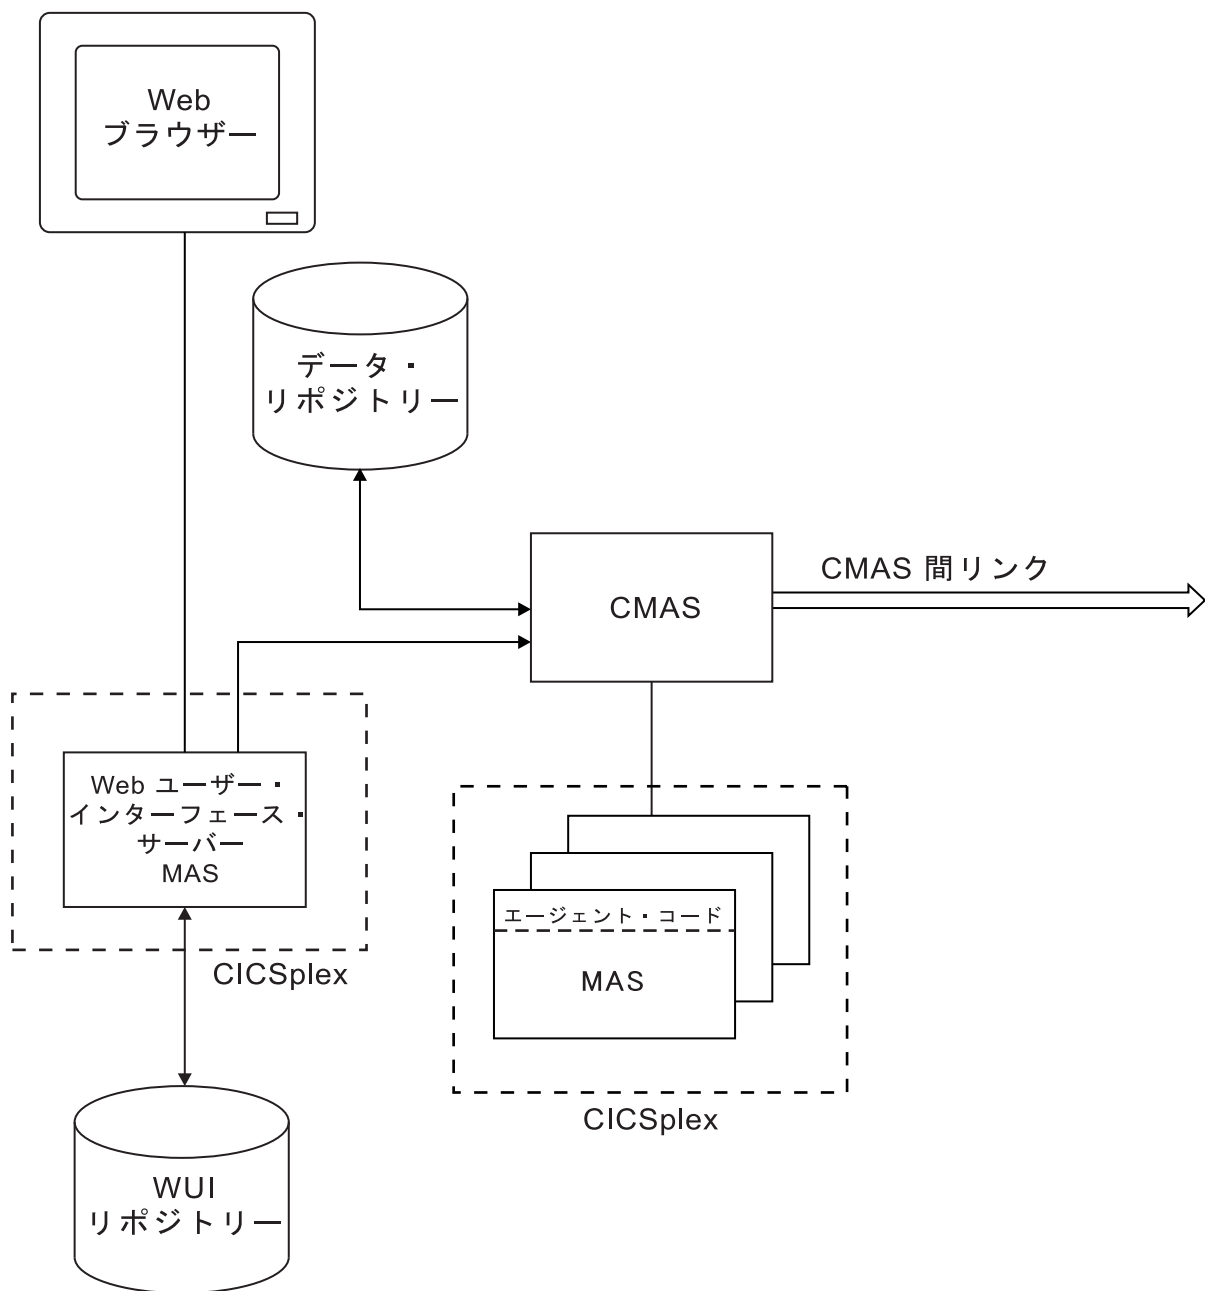 Web
ブラウザー
データ・
リポジトリー
CMAS 間リンク
CMAS
Web ユーザー・
インターフェース・
サーバー
MAS
エージェント・コード
MAS
CICSplex
CICSplex
WUI
リポジトリー